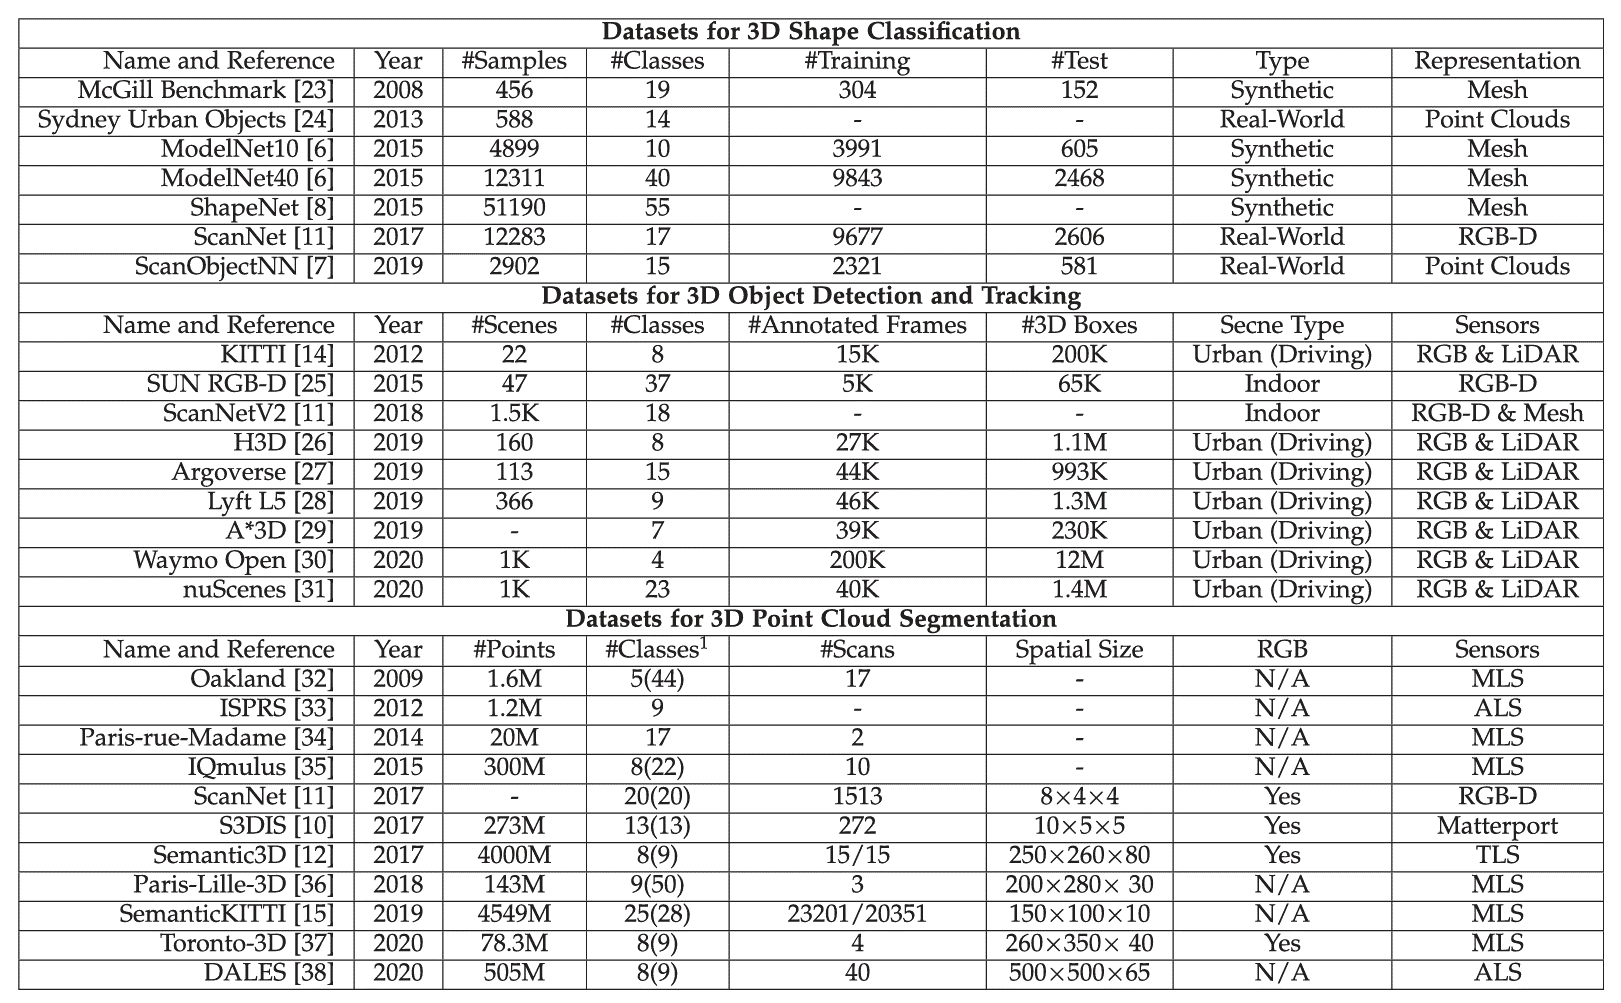 Datasets for 3D Shape Classification
Name and Reference Year #Samples #Classes #Training #Test Type Representation
McGill Benchmark [23] 2008 456 19 304 152 Synthetic Mesh
Sydney Urban Objects [24] 2013 588 14 - - Real-World Point Clouds
ModelNet10 [6] 2015 4899 10 3991 605 Synthetic Mesh
ModelNet40 [6] 2015 12311 40 9843 2468 Synthetic Mesh
ShapeNet [8] 2015 51190 55 - - Synthetic Mesh
ScanNet [11] 2017 12283 17 9677 2606 Real-World RGB-D
ScanObjectNN [7] 2019 2902 15 2321 581 Real-World Point Clouds
Datasets for 3D Object Detection and Tracking
Name and Reference Year #Scenes #Classes #Annotated Frames #3D Boxes Secne Type Sensors
KITTI [14] 2012 22 8 15K 200K Urban (Driving) RGB & LiDAR
SUN RGB-D [25] 2015 47 37 5K 65K Indoor RGB-D
ScanNetV2 [11] 2018 1.5K 18 - - Indoor RGB-D & Mesh
H3D [26] 2019 160 8 27K 1.1M Urban (Driving) RGB & LiDAR
Argoverse [27] 2019 113 15 44K 993K Urban (Driving) RGB & LiDAR
Lyft L5 [28] 2019 366 9 46K 1.3M Urban (Driving) RGB & LiDAR
A*3D [29] 2019 - 7 39K 230K Urban (Driving) RGB & LiDAR
Waymo Open [30] 2020 1K 4 200K 12M Urban (Driving) RGB & LiDAR
nuScenes [31] 2020 1K 23 40K 1.4M Urban (Driving) RGB & LiDAR
Datasets for 3D Point Cloud Segmentation
Name and Reference Year #Points #Classes¹ #Scans Spatial Size RGB Sensors
Oakland [32] 2009 1.6M 5(44) 17 - N/A MLS
ISPRS [33] 2012 1.2M 9 - - N/A ALS
Paris-rue-Madame [34] 2014 20M 17 2 - N/A MLS
IQmulus [35] 2015 300M 8(22) 10 - N/A MLS
ScanNet [11] 2017 - 20(20) 1513 8×4×4 Yes RGB-D
S3DIS [10] 2017 273M 13(13) 272 10×5×5 Yes Matterport
Semantic3D [12] 2017 4000M 8(9) 15/15 250×260×80 Yes TLS
Paris-Lille-3D [36] 2018 143M 9(50) 3 200×280× 30 N/A MLS
SemanticKITTI [15] 2019 4549M 25(28) 23201/20351 150×100×10 N/A MLS
Toronto-3D [37] 2020 78.3M 8(9) 4 260×350× 40 Yes MLS
DALES [38] 2020 505M 8(9) 40 500×500×65 N/A ALS